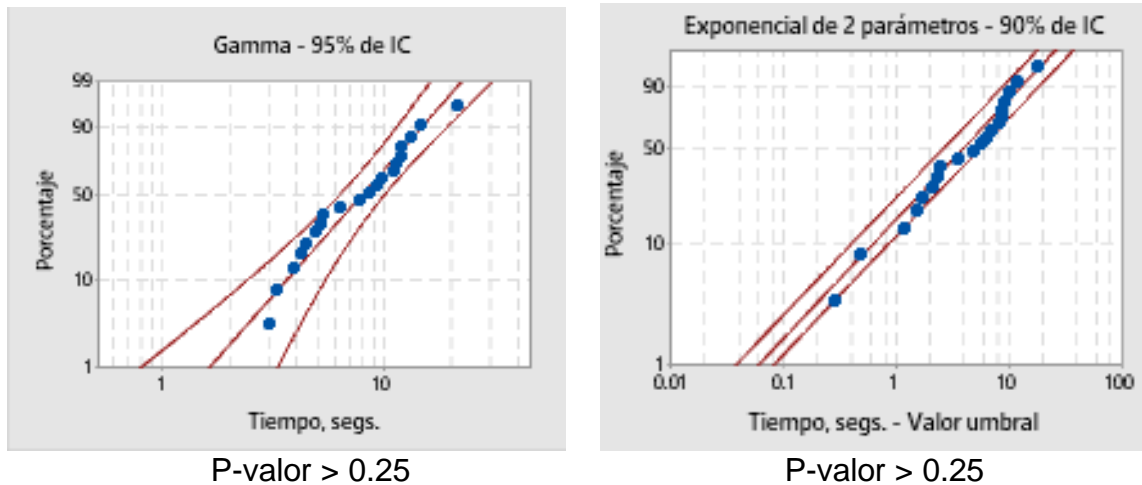 Gamma - 95% de IC
99
90
50
10
1
Porcentaje
1
10
Tiempo, segs.
P-valor > 0.25
Exponencial de 2 parámetros - 90% de IC
90
50
10
1
Porcentaje
0.01
0.1
1
10
100
Tiempo, segs. - Valor umbral
P-valor > 0.25